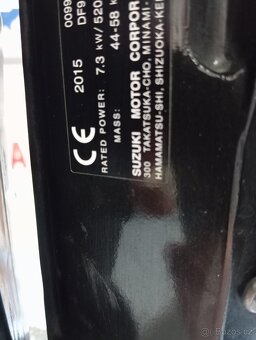 0099
DF9
2015
CE
RATED POWER: 7.3 kW/520
MASS: 44-58 k
SUZUKI MOTOR CORPOR
300 TAKATSUKA-CHO, MINAMI-
HAMAMATSU-SHI, SHIZUOKA-KE
A